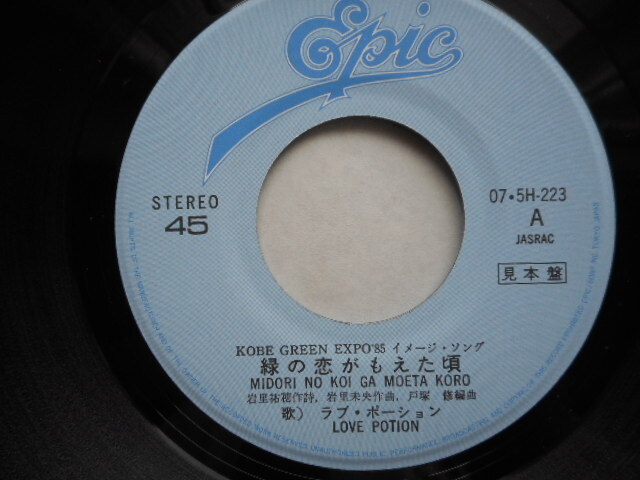 Epic
STEREO
45
07・5H-223
A
JASRAC
見本盤
KOBE GREEN EXPO'85 イメージ・ソング
緑の恋がもえた頃
MIDORI NO KOI GA MOETA KORO
岩里祐穂作詩、岩里未央作曲、戸塚 修編曲
歌) ラブ・ポーション
LOVE POTION